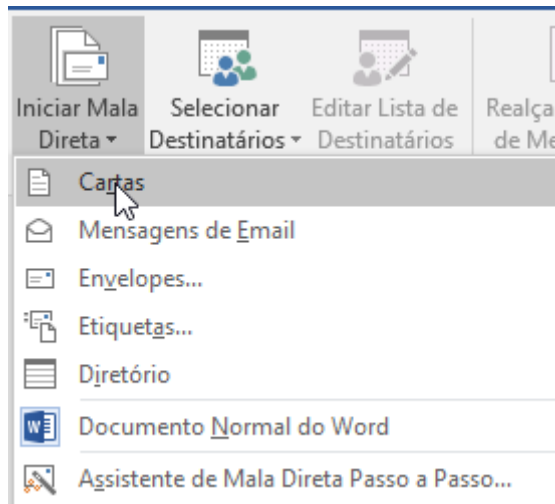 Iniciar Mala
Direta
Selecionar
Destinatários
Editar Lista de
Destinatários
Cartas
Mensagens de Email
Envelopes...
Etiquetas...
Diretório
Documento Normal do Word
Assistente de Mala Direta Passo a Passo...